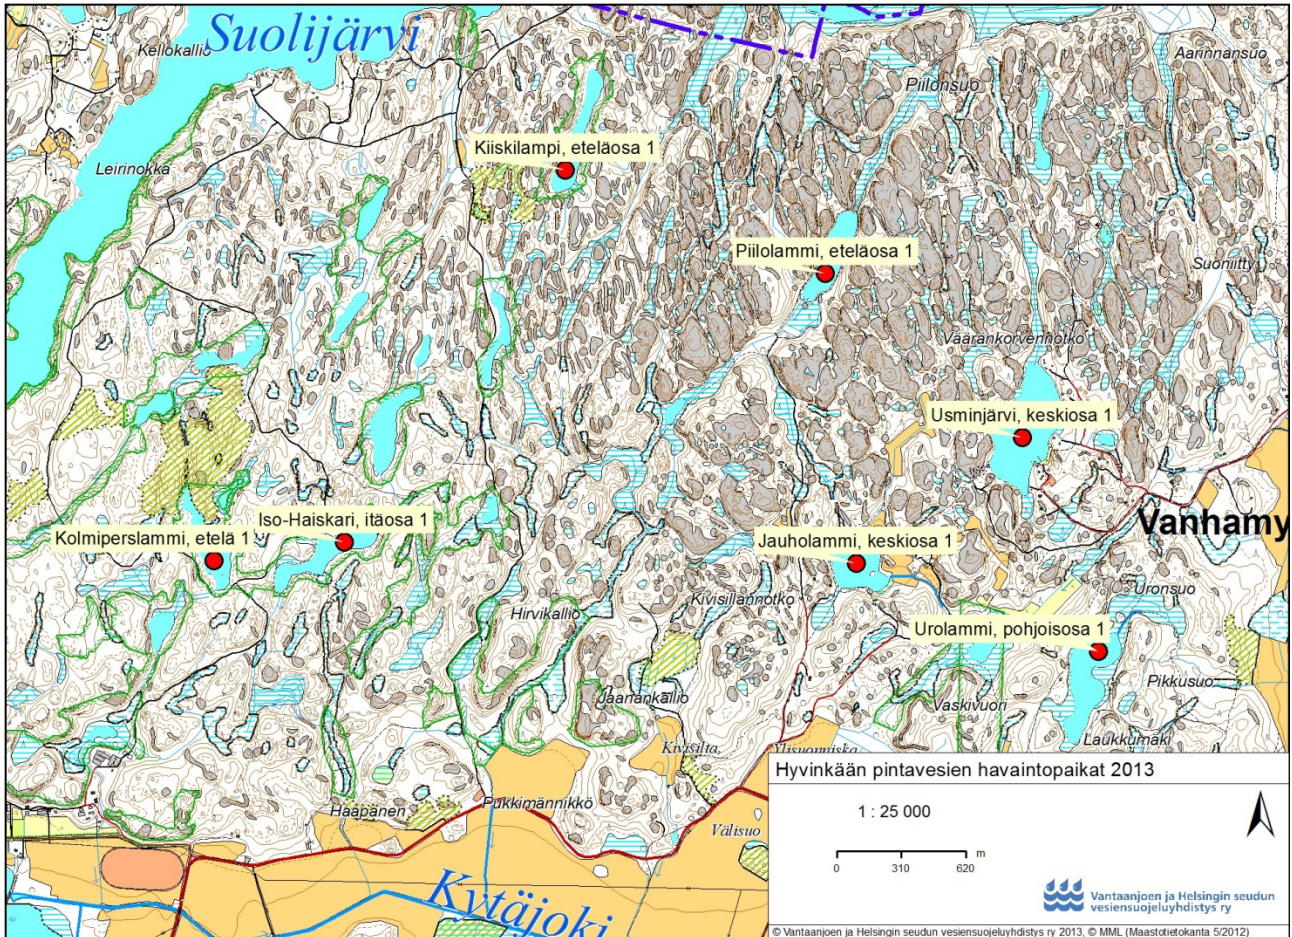 Suolijärvi
Kellokallio
Aarinnansuo
Piilonsuo
Kiiskilampi, eteläosa 1
Leirinokka
Piilolammi, eteläosa 1
Suoniitty
Väärankorvennotko
Usminjärvi, keskiosa 1
Iso-Haiskari, itäosa 1
Vanhamy
Kolmiperslammi, etelä 1
Jauholammi, keskiosa 1
Uronsuo
Kivisillannotko
Hirvikallio
Urolammi, pohjoisosa 1
Pikkusuo
Jaanankallio
Vaskivuori
Laukkumäki
Kivisilta
Ylisuonniska
Hyvinkään pintavesien havaintopaikat 2013
Haapanen
Pukkimännikkö
1 : 25 000
Välisuo
0 310 620 m
Kytäjoki
Vantaanjoen ja Helsingin seudun
vesiensuojeluyhdistys ry
© Vantaanjoen ja Helsingin seudun vesiensuojeluyhdistys ry 2013, © MML (Maastotietokanta 5/2012)